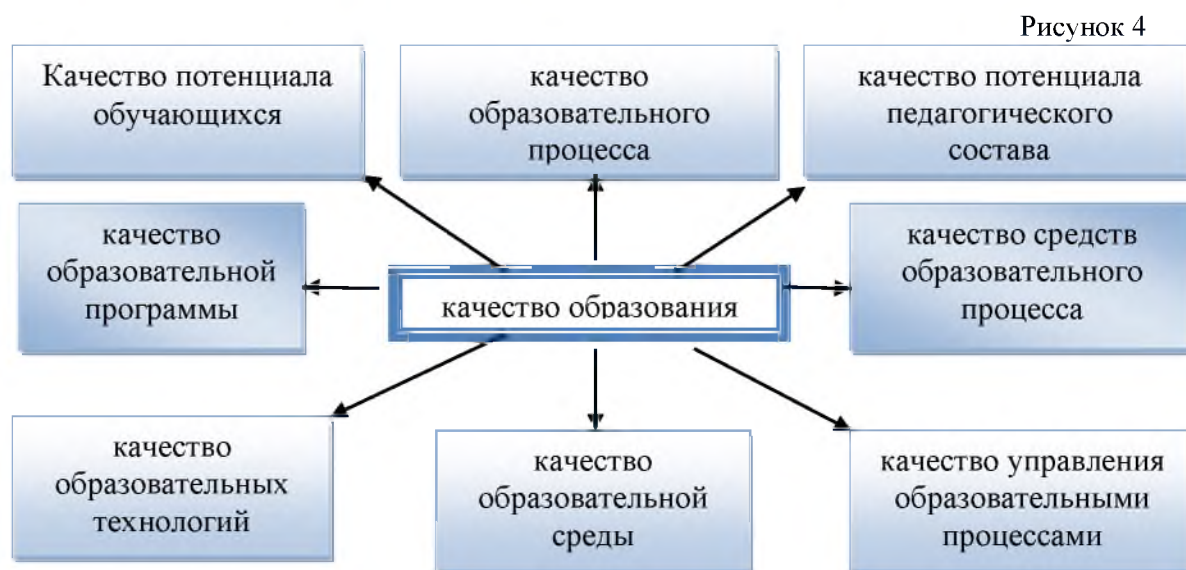 Рисунок 4
Качество потенциала
обучающихся
качество
образовательного
процесса
качество потенциала
педагогического
состава
качество
образовательной
программы
качество образования
качество средств
образовательного
процесса
качество
образовательных
технологий
качество
образовательной
среды
качество управления
образовательными
процессами